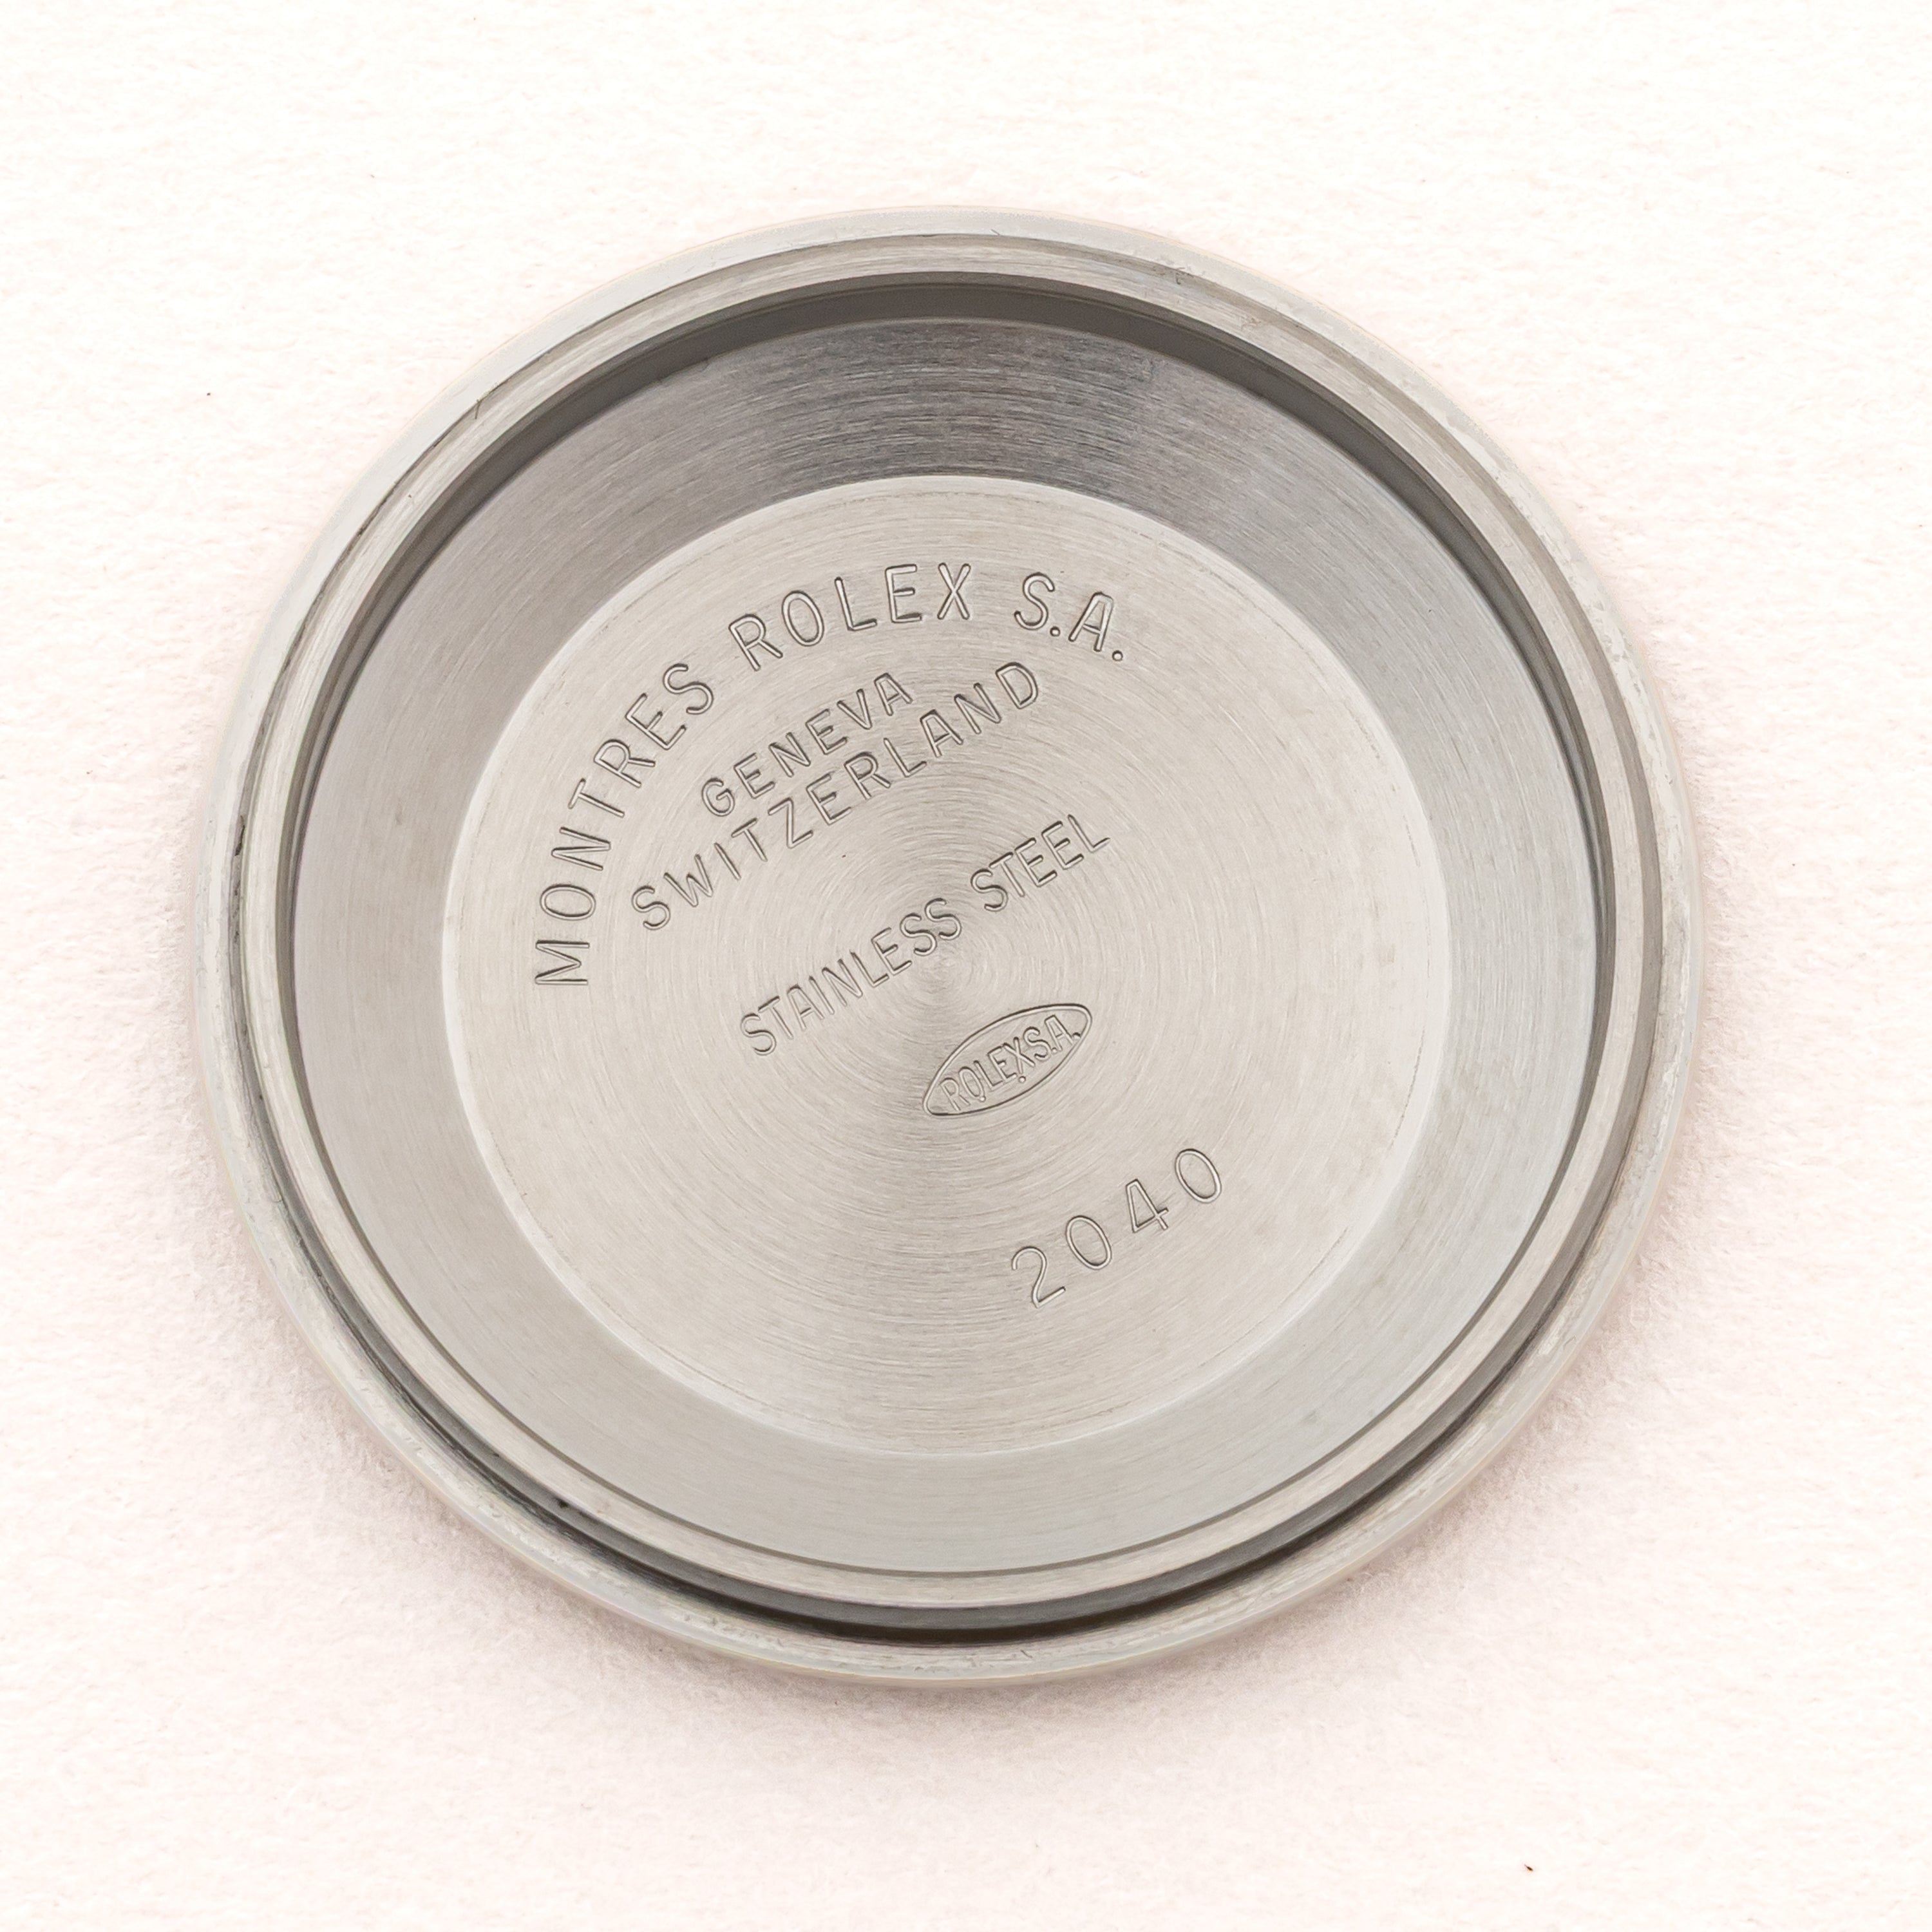 MONTRES ROLEX S.A.
GENEVA
SWITZERLAND
STAINLESS STEEL
ROLEX S.A.
2040